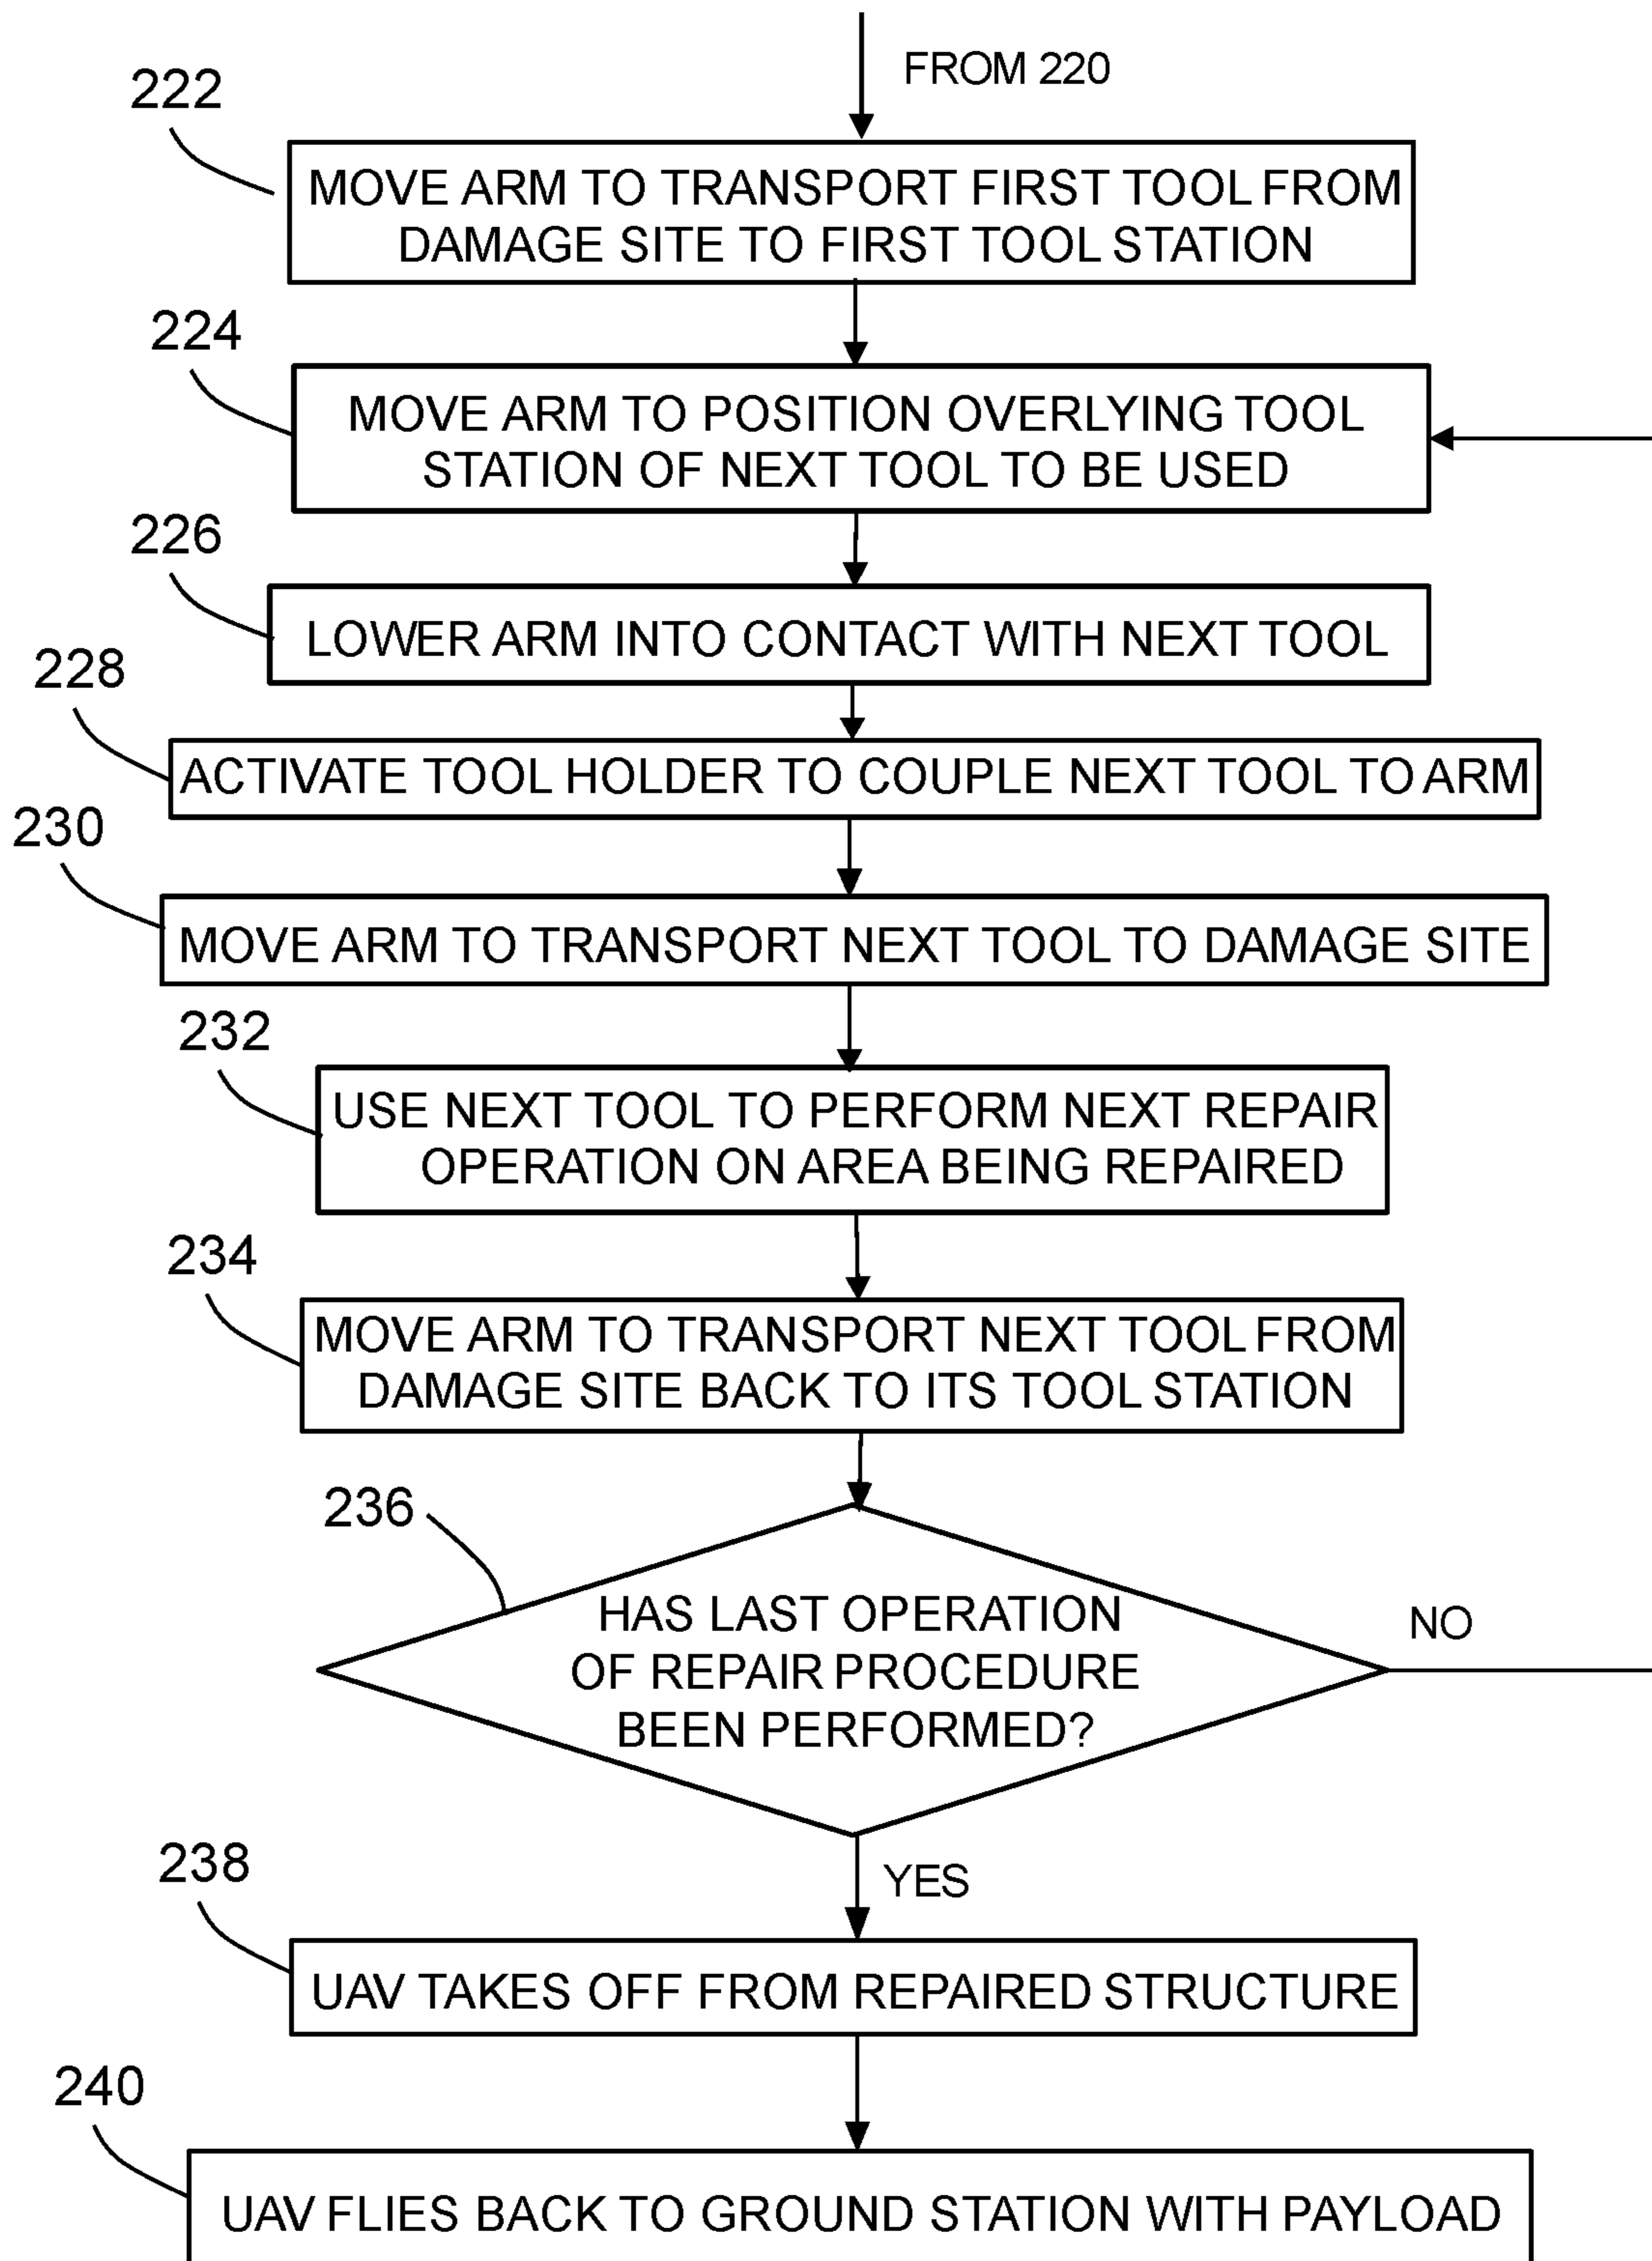 FROM 220
222
MOVE ARM TO TRANSPORT FIRST TOOL FROM
DAMAGE SITE TO FIRST TOOL STATION
224
MOVE ARM TO POSITION OVERLYING TOOL
STATION OF NEXT TOOL TO BE USED
226
LOWER ARM INTO CONTACT WITH NEXT TOOL
228
ACTIVATE TOOL HOLDER TO COUPLE NEXT TOOL TO ARM
230
MOVE ARM TO TRANSPORT NEXT TOOL TO DAMAGE SITE
232
USE NEXT TOOL TO PERFORM NEXT REPAIR
OPERATION ON AREA BEING REPAIRED
234
MOVE ARM TO TRANSPORT NEXT TOOL FROM
DAMAGE SITE BACK TO ITS TOOL STATION
236
HAS LAST OPERATION
OF REPAIR PROCEDURE
BEEN PERFORMED?
NO
YES
238
UAV TAKES OFF FROM REPAIRED STRUCTURE
240
UAV FLIES BACK TO GROUND STATION WITH PAYLOAD